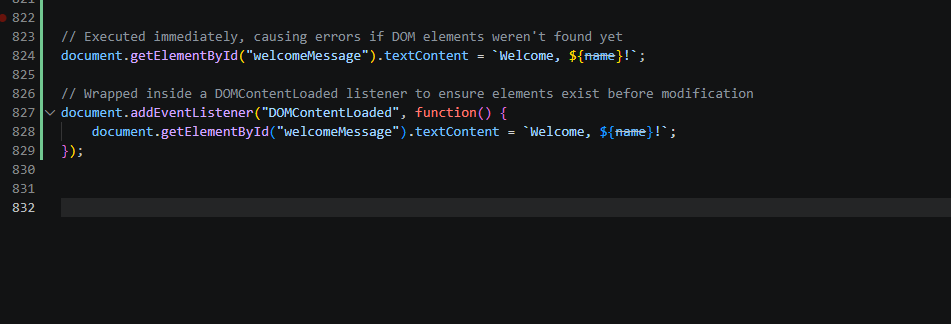 821
822
823 // Executed immediately, causing errors if DOM elements weren't found yet
824 document.getElementById("welcomeMessage").textContent = `Welcome, ${name}!`;
825
826 // Wrapped inside a DOMContentLoaded listener to ensure elements exist before modification
827 document.addEventListener("DOMContentLoaded", function() {
828     document.getElementById("welcomeMessage").textContent = `Welcome, ${name}!`;
829 });
830
831
832